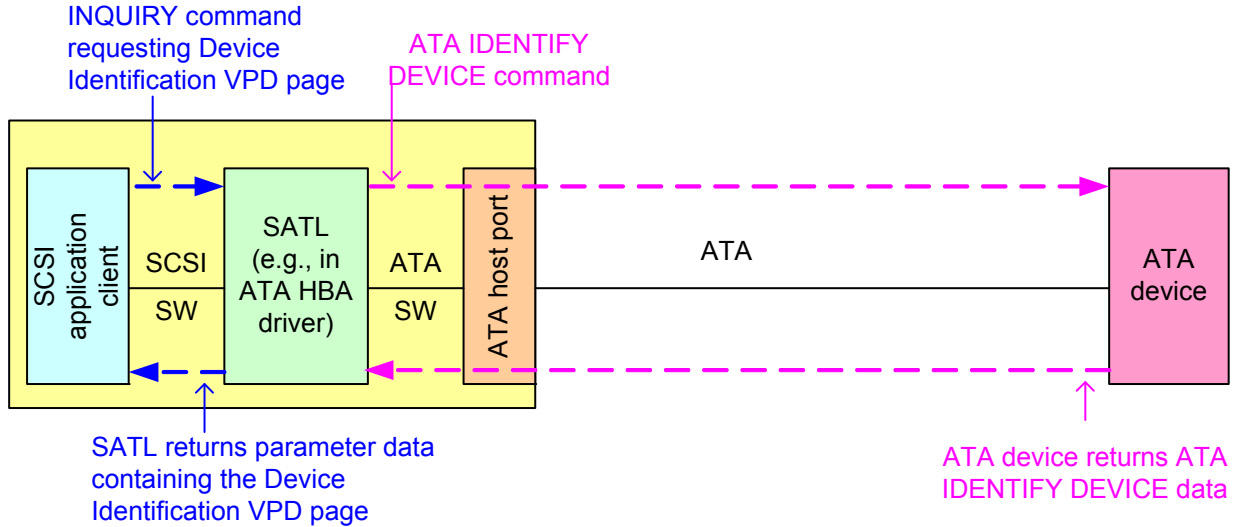 INQUIRY command
requesting Device
Identification VPD page
ATA IDENTIFY
DEVICE command
SCSI
application
client
SCSI
SW
SATL
(e.g., in
ATA HBA
driver)
ATA
SW
ATA host port
ATA
ATA
device
SATL returns parameter data
containing the Device
Identification VPD page
ATA device returns ATA
IDENTIFY DEVICE data